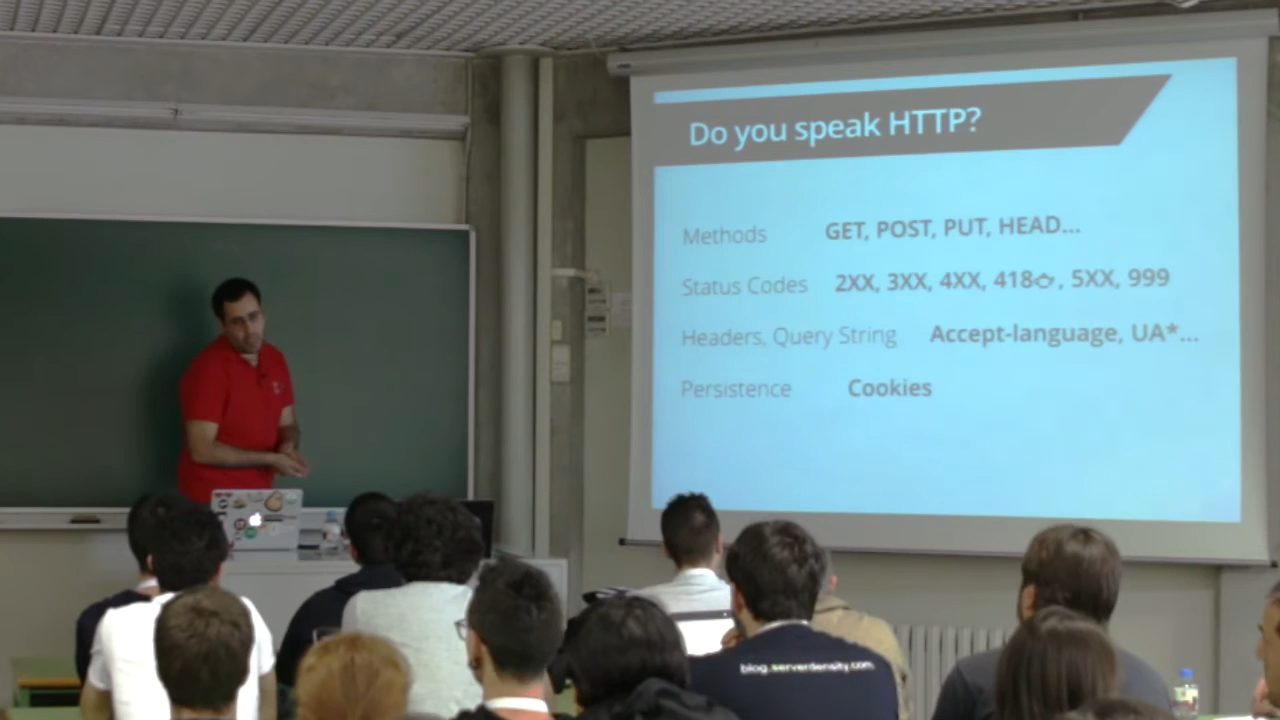 Do you speak HTTP?
Methods GET, POST, PUT, HEAD...
Status Codes 2XX, 3XX, 4XX, 418, 5XX, 999
Headers, Query String Accept-language, UA*...
Persistence Cookies
blog.serverdensity.com